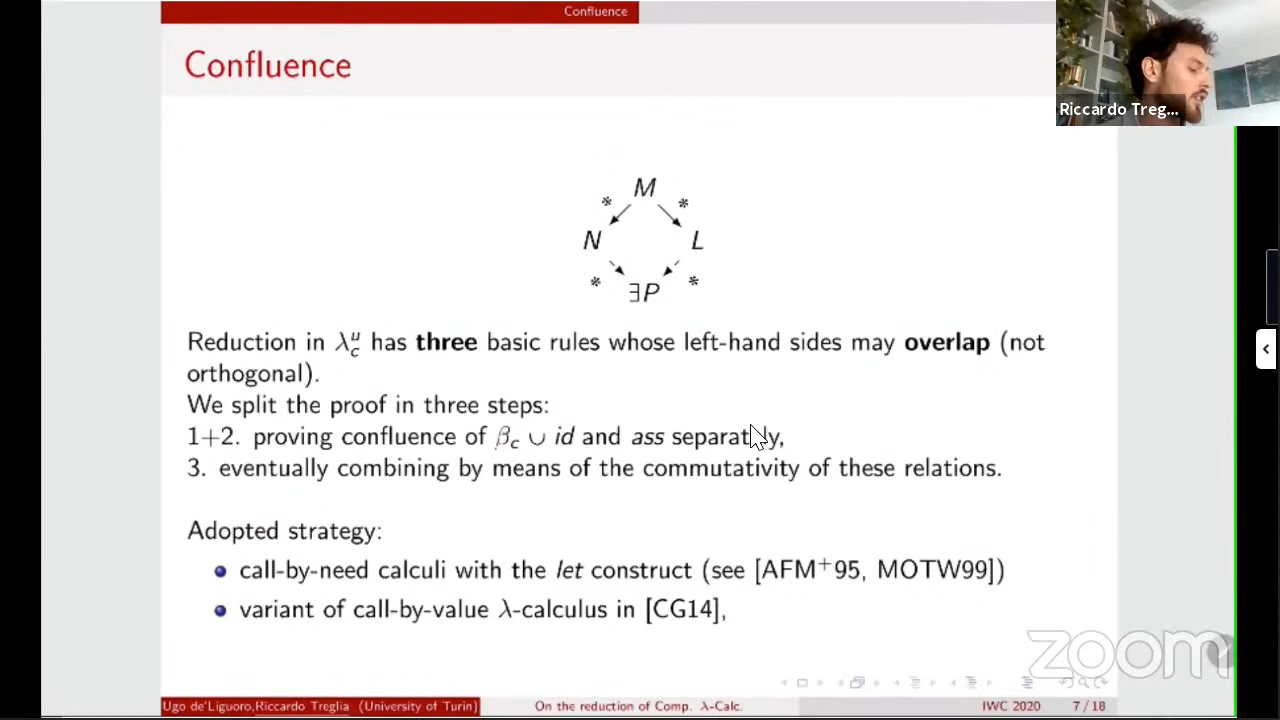 Confluence
Confluence
Riccardo Treg...
M
* *
N L
* *
∃P
Reduction in λᵘ_c has three basic rules whose left-hand sides may overlap (not
orthogonal).
We split the proof in three steps:
1+2. proving confluence of β_c ∪ id and ass separately,
3. eventually combining by means of the commutativity of these relations.
Adopted strategy:
call-by-need calculi with the let construct (see [AFM⁺95, MOTW99])
variant of call-by-value λ-calculus in [CG14],
zoom
Ugo de'Liguoro,Riccardo Treglia (University of Turin) On the reduction of Comp. λ-Calc. IWC 2020 7 / 18